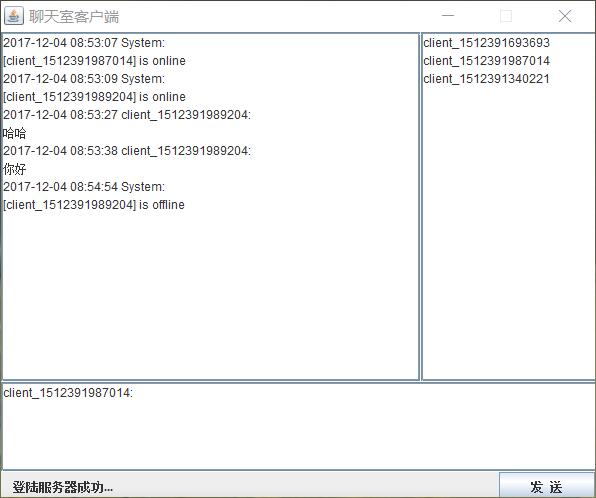 聊天室客户端
2017-12-04 08:53:07 System:
[client_1512391987014] is online
2017-12-04 08:53:09 System:
[client_1512391989204] is online
2017-12-04 08:53:27 client_1512391989204:
哈哈
2017-12-04 08:53:38 client_1512391989204:
你好
2017-12-04 08:54:54 System:
[client_1512391989204] is offline
client_1512391693693
client_1512391987014
client_1512391340221
client_1512391987014:
登陆服务器成功...
发 送